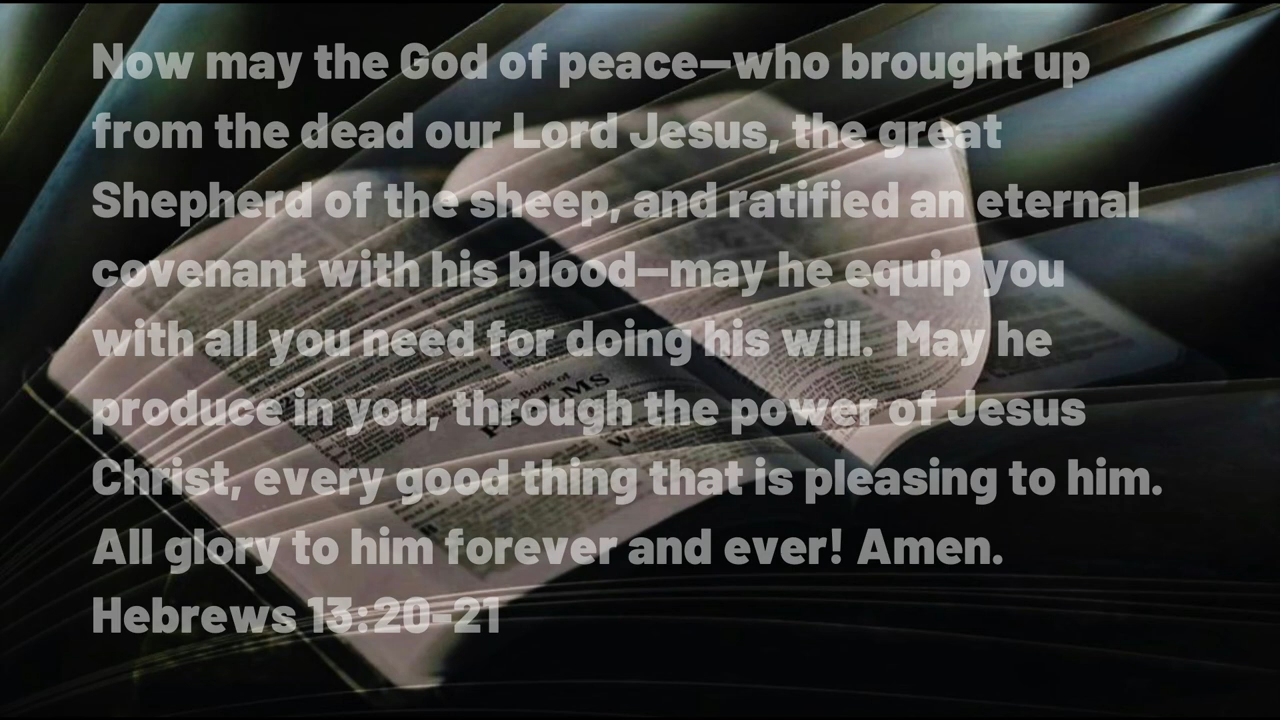 Now may the God of peace—who brought up
from the dead our Lord Jesus, the great
Shepherd of the sheep, and ratified an eternal
covenant with his blood—may he equip you
with all you need for doing his will.  May he
produce in you, through the power of Jesus
Christ, every good thing that is pleasing to him.
All glory to him forever and ever! Amen.
Hebrews 13:20-21
Book of
PSALMS